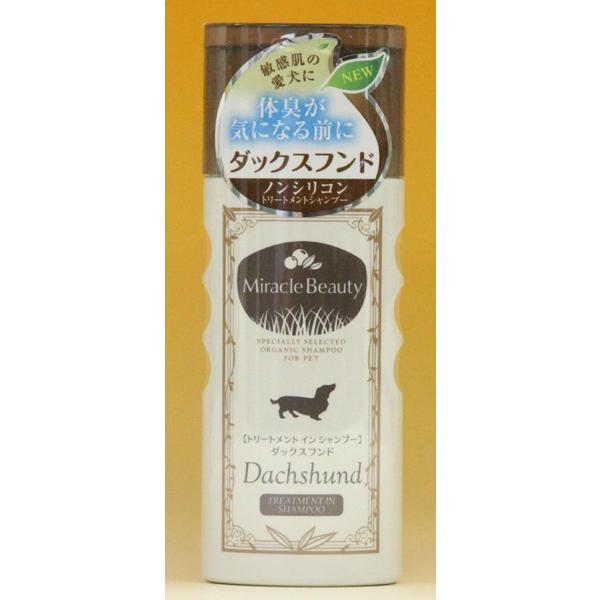 敏感肌の
愛犬に
NEW
体臭が
気になる前に
ダックスフンド
ノンシリコン
トリートメントシャンプー
Miracle Beauty
SPECIALLY SELECTED
ORGANIC SHAMPOO
FOR PET
【トリートメント イン シャンプー】
ダックスフンド
Dachshund
TREATMENT IN
SHAMPOO